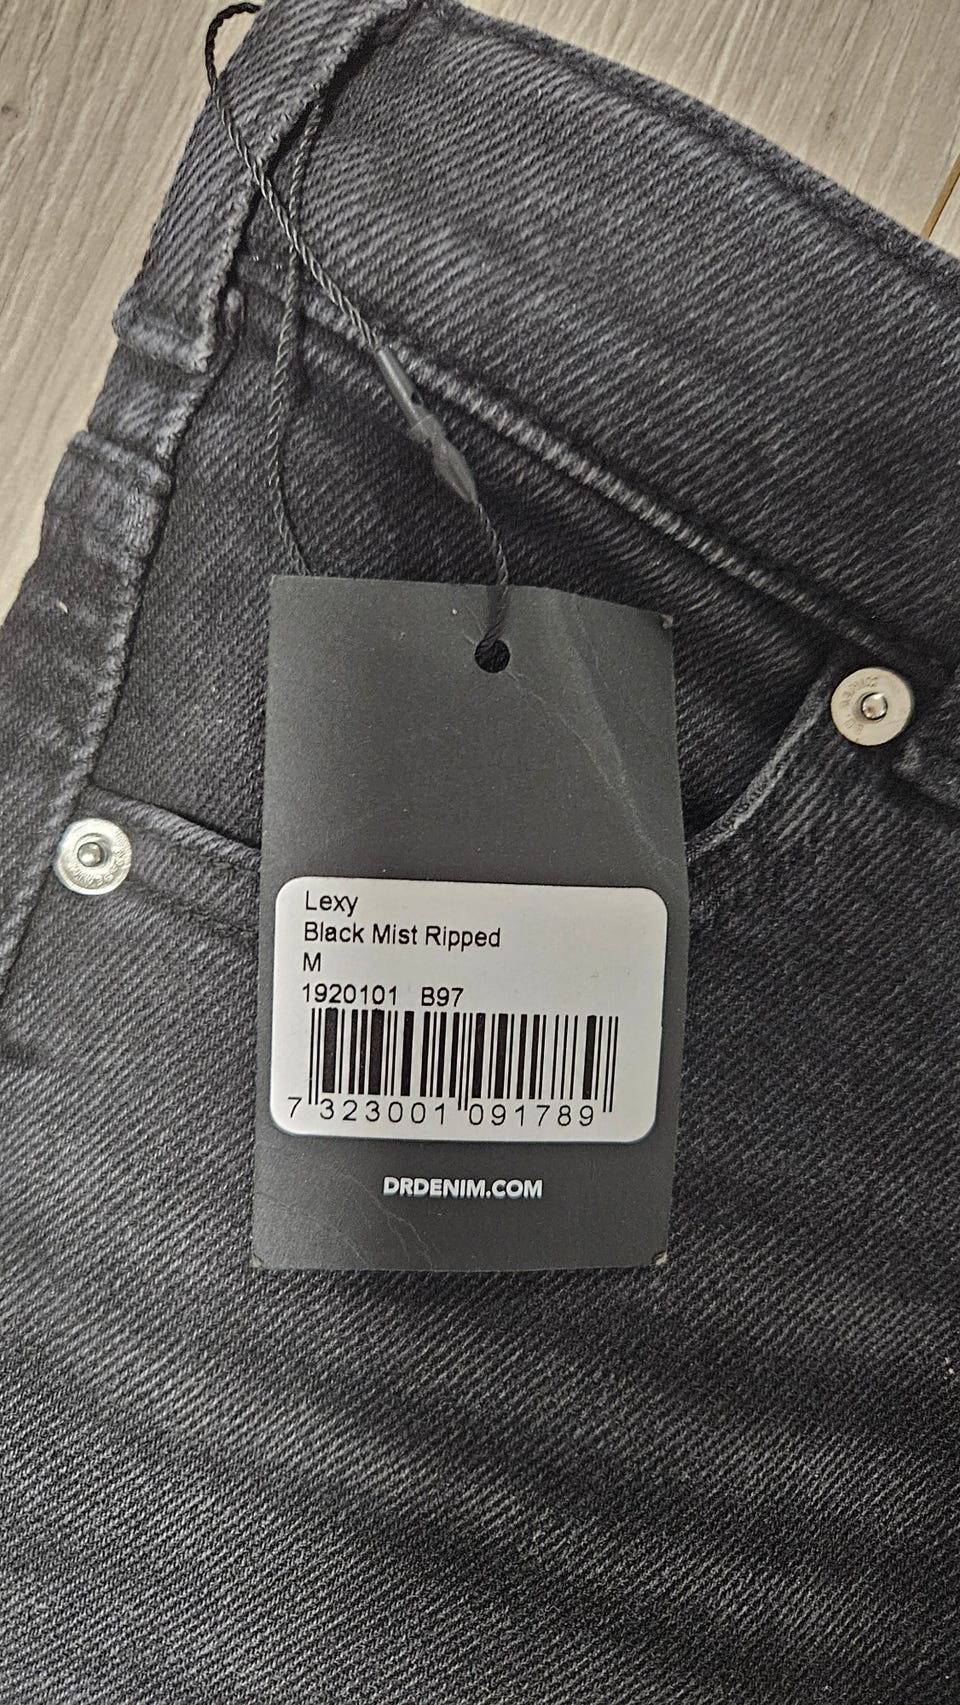 Lexy
Black Mist Ripped
M
1920101 B97
7 323001 091789
DRDENIM.COM